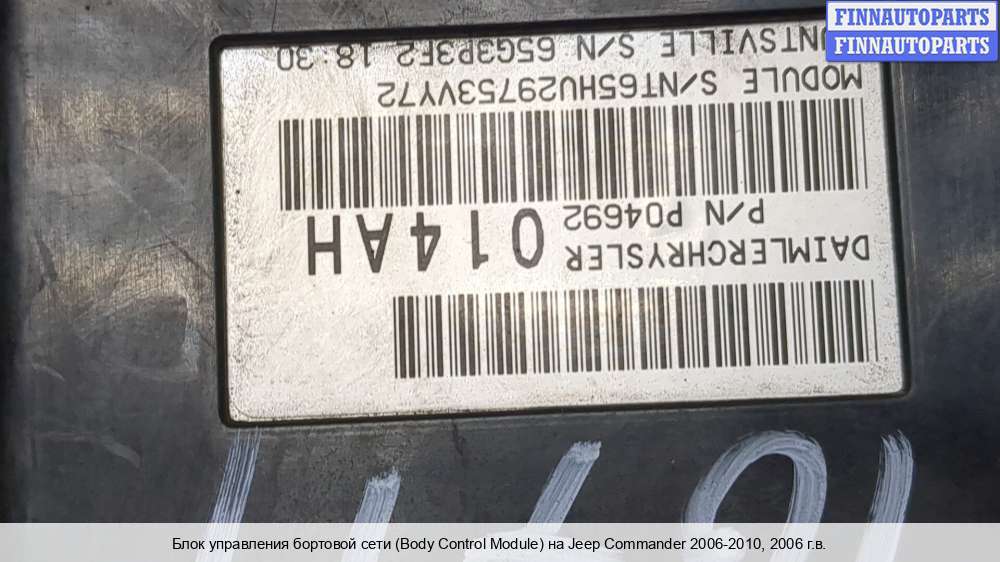 FINNAUTOPARTS
FINNAUTOPARTS
DAIMLERCHRYSLER
P/N P04692 014AH
MODULE S/NT65HU29753VY72
UNTSVILLE S/N 65G3P3F2 18:30
Блок управления бортовой сети (Body Control Module) на Jeep Commander 2006-2010, 2006 г.в.